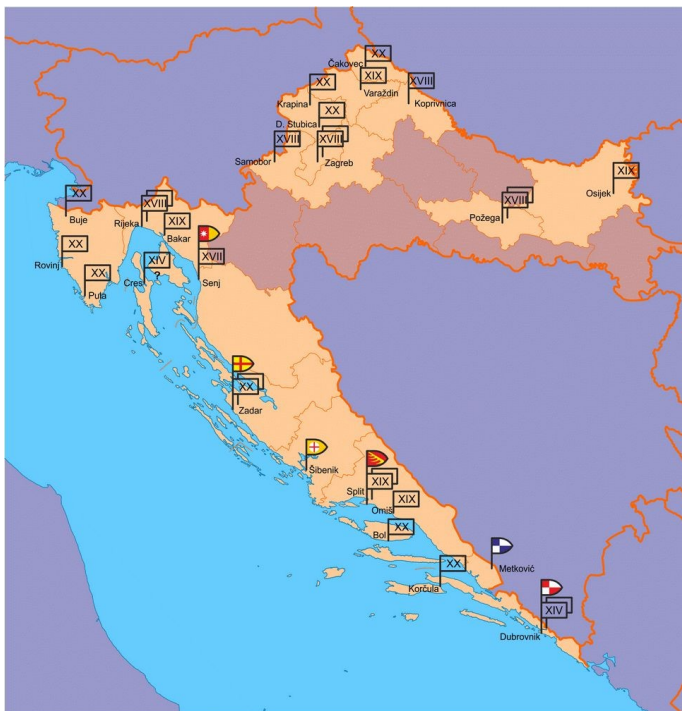 XX
Čakovec
XIX
Varaždin
XVIII
Koprivnica
XX
Krapina
XX
D. Stubica
XVIII
Samobor
XVIII
Zagreb
XIX
Osijek
XVIII
Požega
XX
Buje
XVIII
Rijeka
XIX
Bakar
XX
Rovinj
XX
Pula
XIV
?
Cres
XVII
Senj
XX
Zadar
Šibenik
XIX
Split
XIX
Omiš
XX
Bol
XX
Korčula
Metković
XIV
Dubrovnik